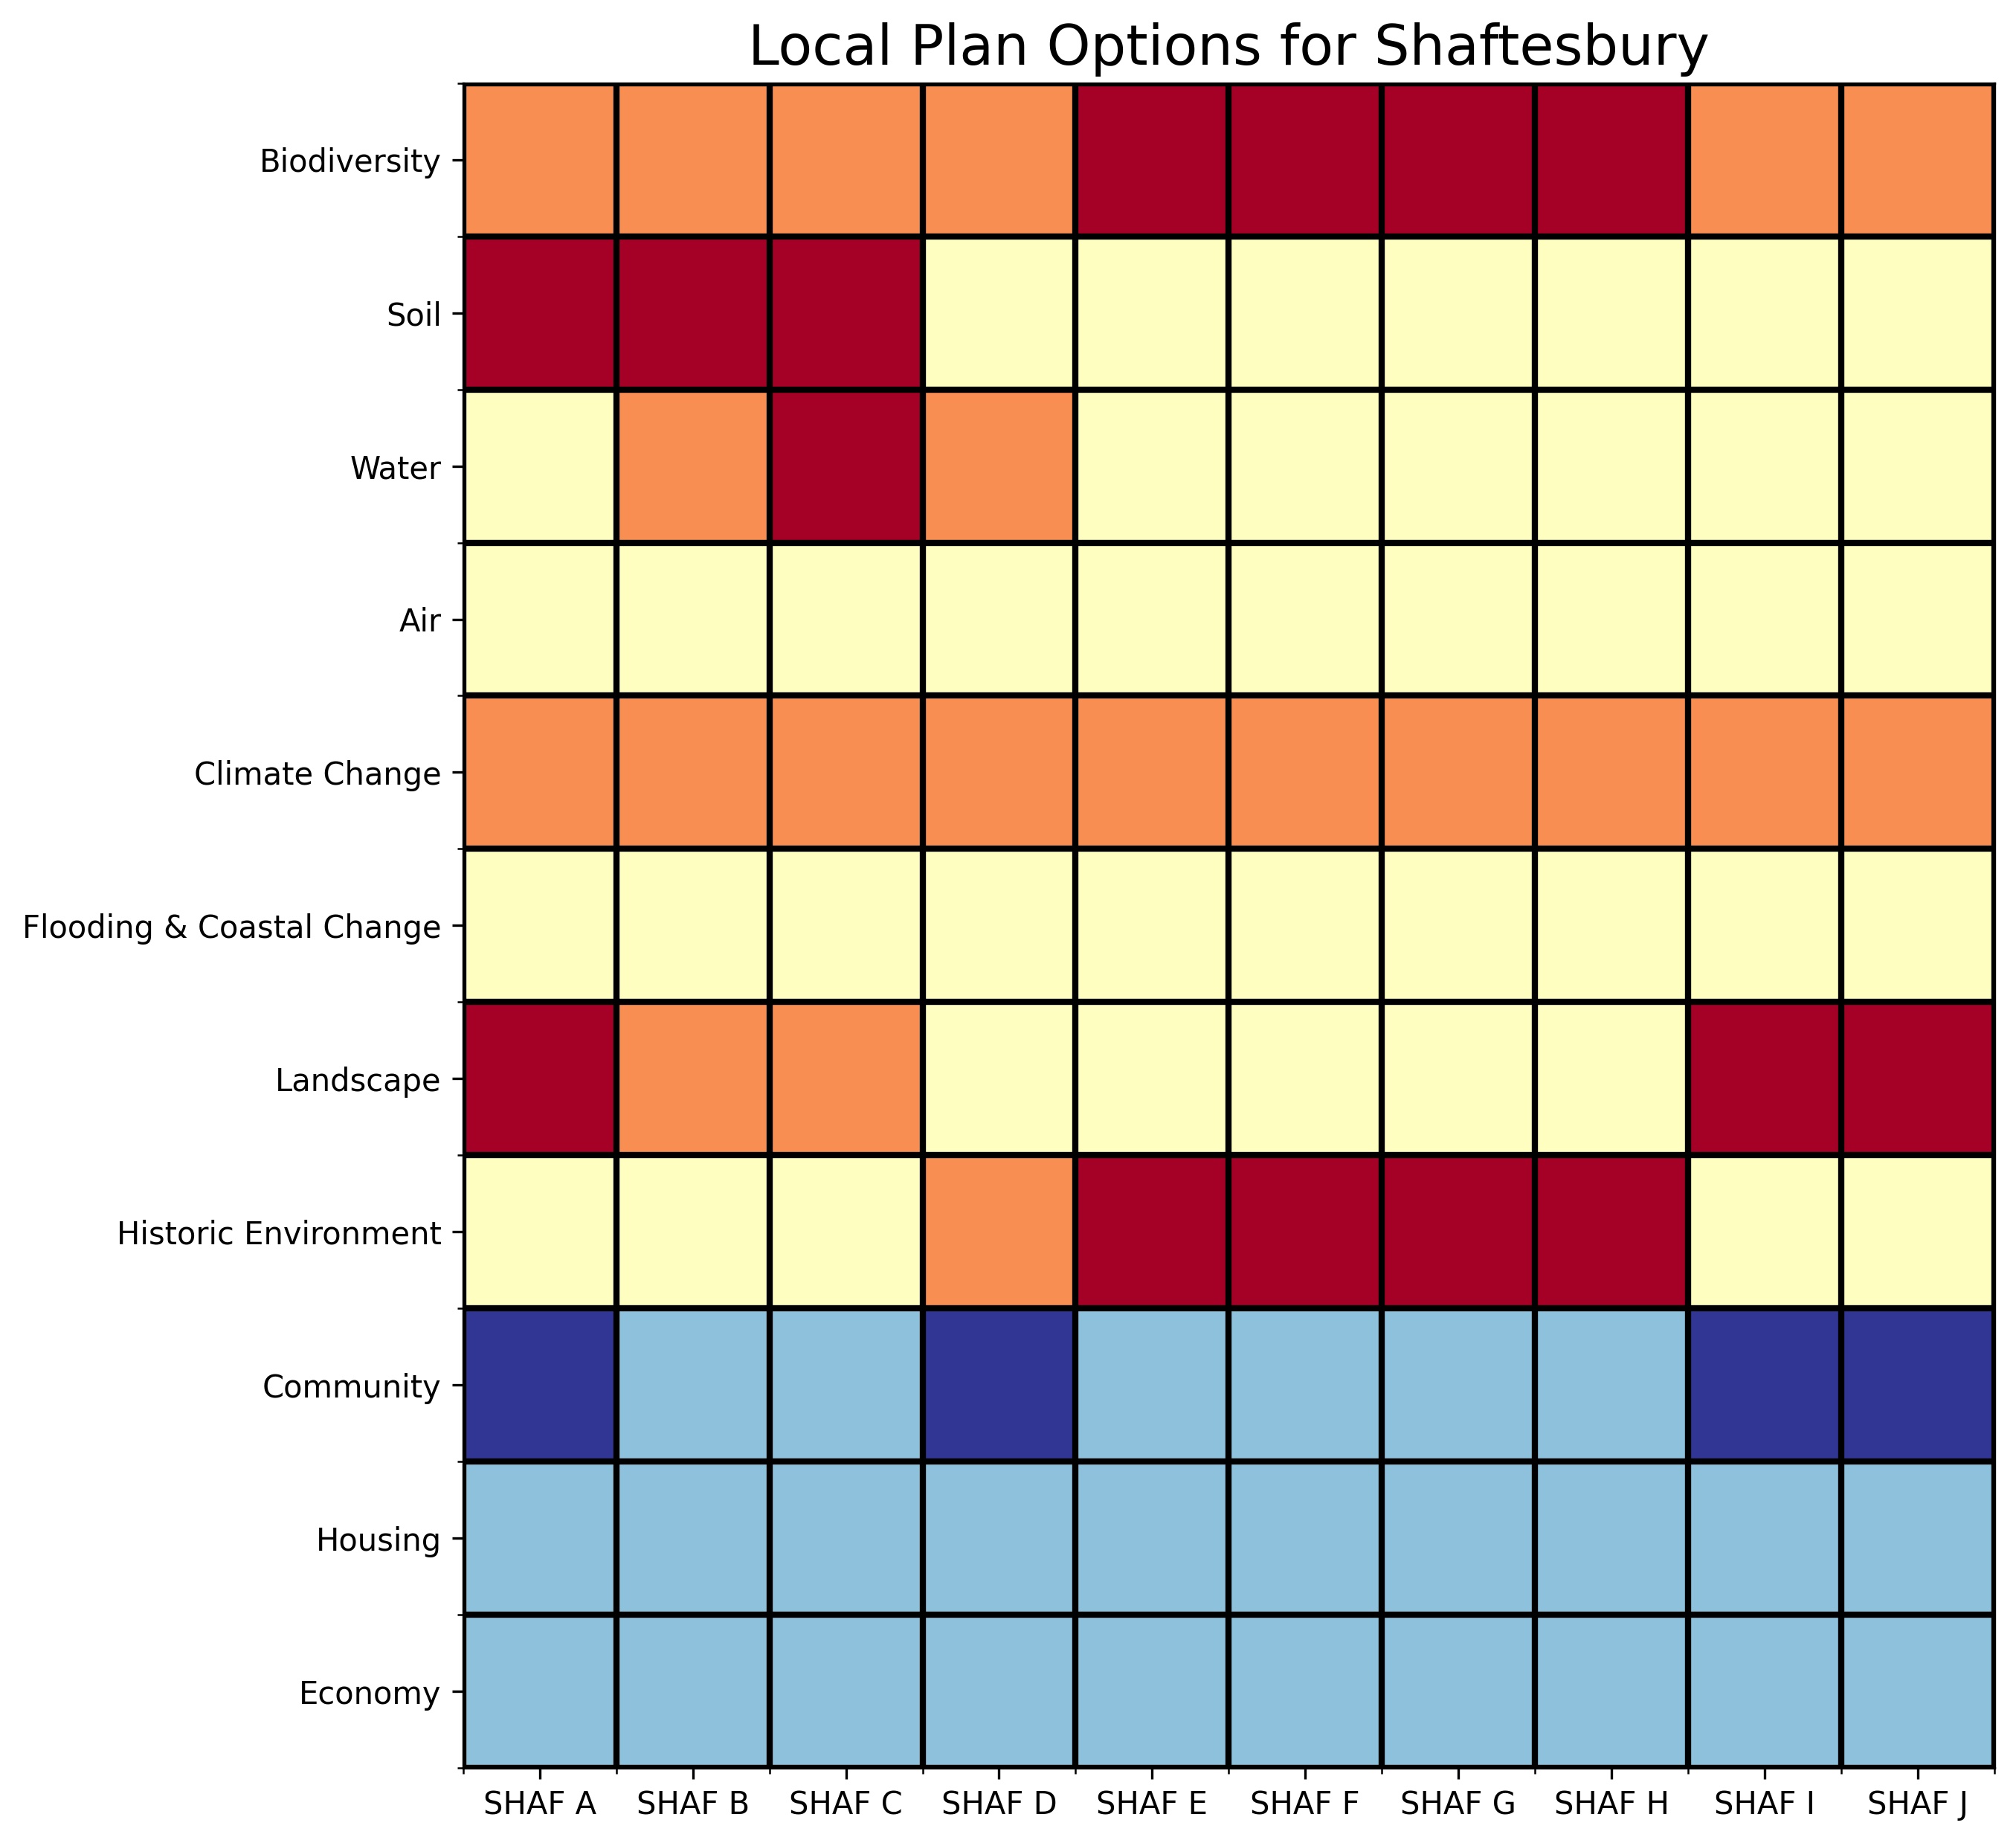 Local Plan Options for Shaftesbury
Biodiversity
Soil
Water
Air
Climate Change
Flooding & Coastal Change
Landscape
Historic Environment
Community
Housing
Economy
SHAF A SHAF B SHAF C SHAF D SHAF E SHAF F SHAF G SHAF H SHAF I SHAF J